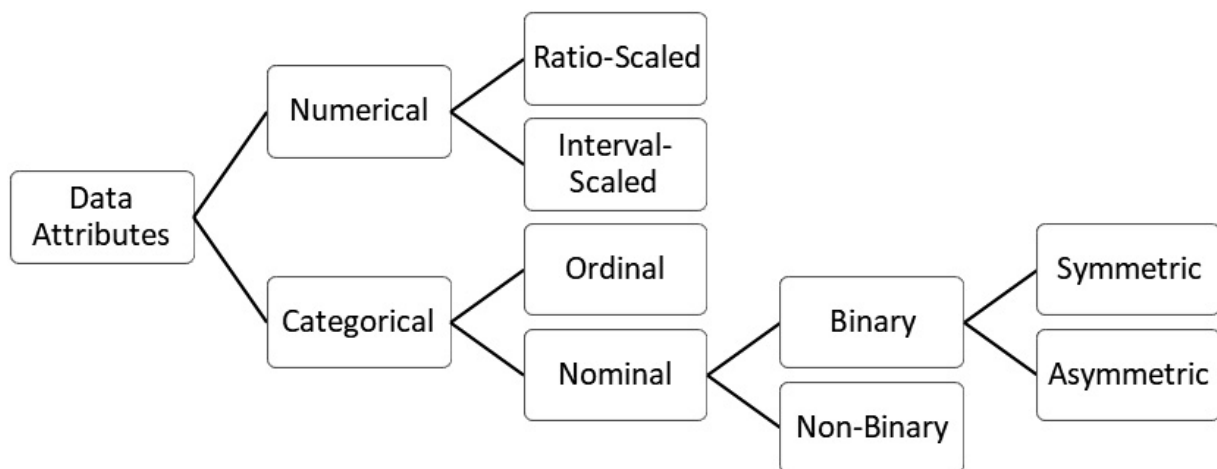 Ratio-Scaled
Numerical
Interval-
Scaled
Data
Attributes
Ordinal
Symmetric
Categorical
Binary
Nominal
Asymmetric
Non-Binary